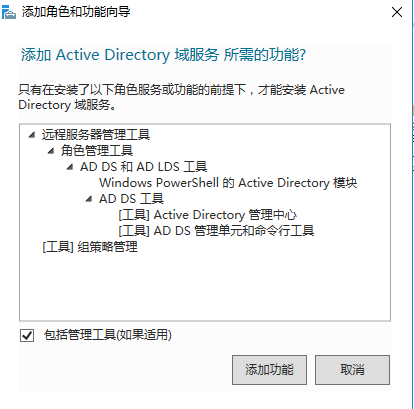 添加角色和功能向导
添加 Active Directory 域服务 所需的功能?
只有在安装了以下角色服务或功能的前提下，才能安装 Active
Directory 域服务。
远程服务器管理工具
角色管理工具
AD DS 和 AD LDS 工具
Windows PowerShell 的 Active Directory 模块
AD DS 工具
[工具] Active Directory 管理中心
[工具] AD DS 管理单元和命令行工具
[工具] 组策略管理
包括管理工具(如果适用)
添加功能
取消